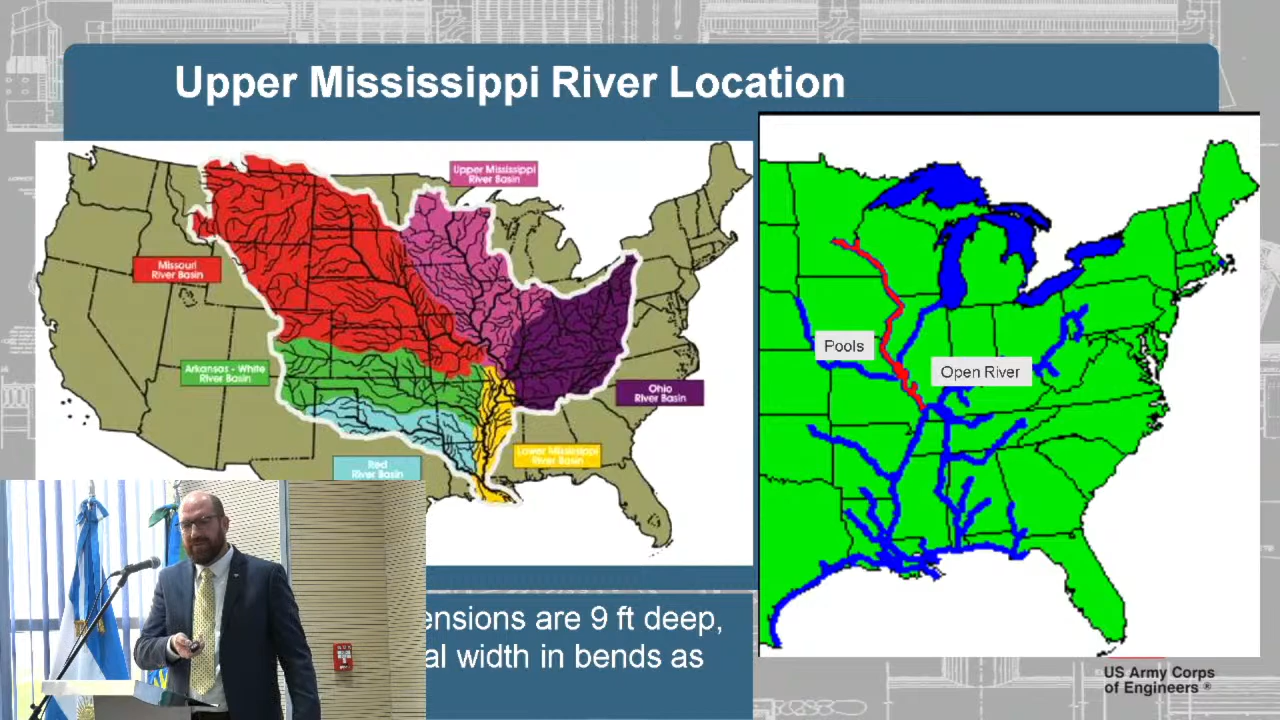 Upper Mississippi River Location
Upper Mississippi
River Basin
Missouri
River Basin
Arkansas - White
River Basin
Ohio
River Basin
Lower Mississippi
River Basin
Red
River Basin
Pools
Open River
ensions are 9 ft deep,
al width in bends as
US Army Corps
of Engineers ®